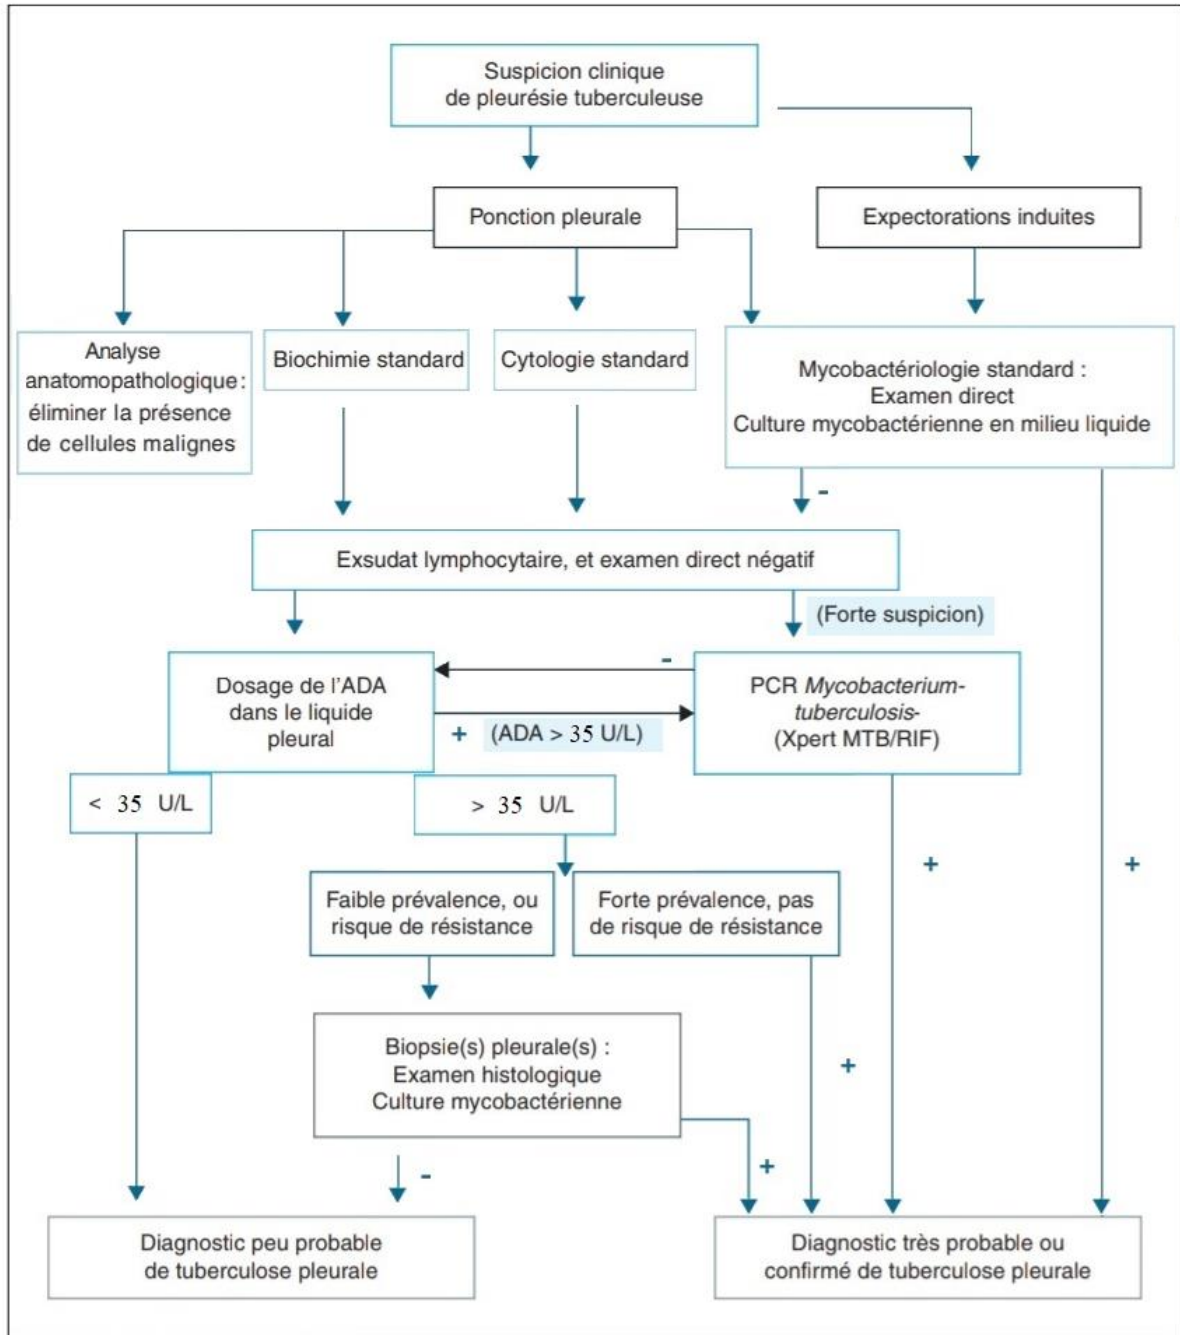 Suspicion clinique
de pleurésie tuberculeuse
Ponction pleurale
Expectorations induites
Analyse
anatomopathologique:
éliminer la présence
de cellules malignes
Biochimie standard
Cytologie standard
Mycobactériologie standard :
Examen direct
Culture mycobactérienne en milieu liquide
-
Exsudat lymphocytaire, et examen direct négatif
(Forte suspicion)
Dosage de l'ADA
dans le liquide
pleural
-
+ (ADA > 35 U/L)
PCR Mycobacterium-
tuberculosis-
(Xpert MTB/RIF)
< 35 U/L
> 35 U/L
+
+
Faible prévalence, ou
risque de résistance
Forte prévalence, pas
de risque de résistance
Biopsie(s) pleurale(s) :
Examen histologique
Culture mycobactérienne
+
-
+
Diagnostic peu probable
de tuberculose pleurale
Diagnostic très probable ou
confirmé de tuberculose pleurale